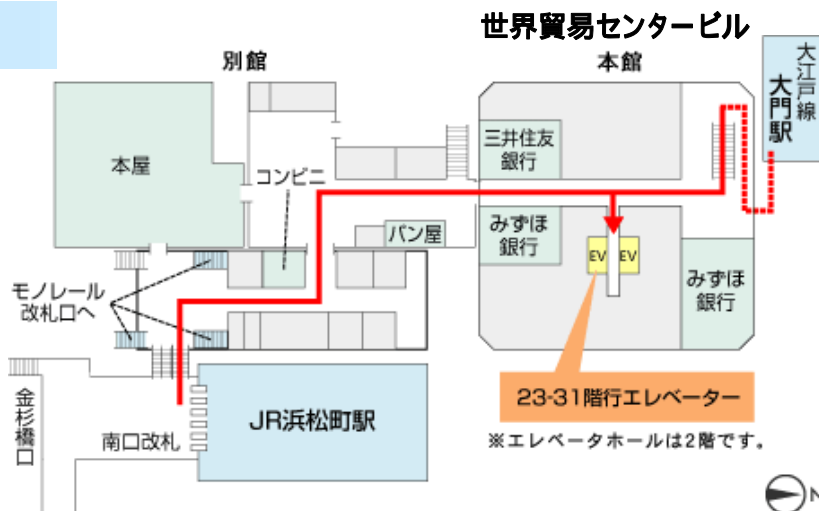 世界貿易センタービル
別館
本館
大江戸線
大門駅
三井住友
銀行
本屋
コンビニ
パン屋
みずほ
銀行
EV
EV
みずほ
銀行
モノレール
改札口へ
23-31階行エレベーター
※エレベータホールは2階です。
金杉橋口
南口改札
JR浜松町駅
N